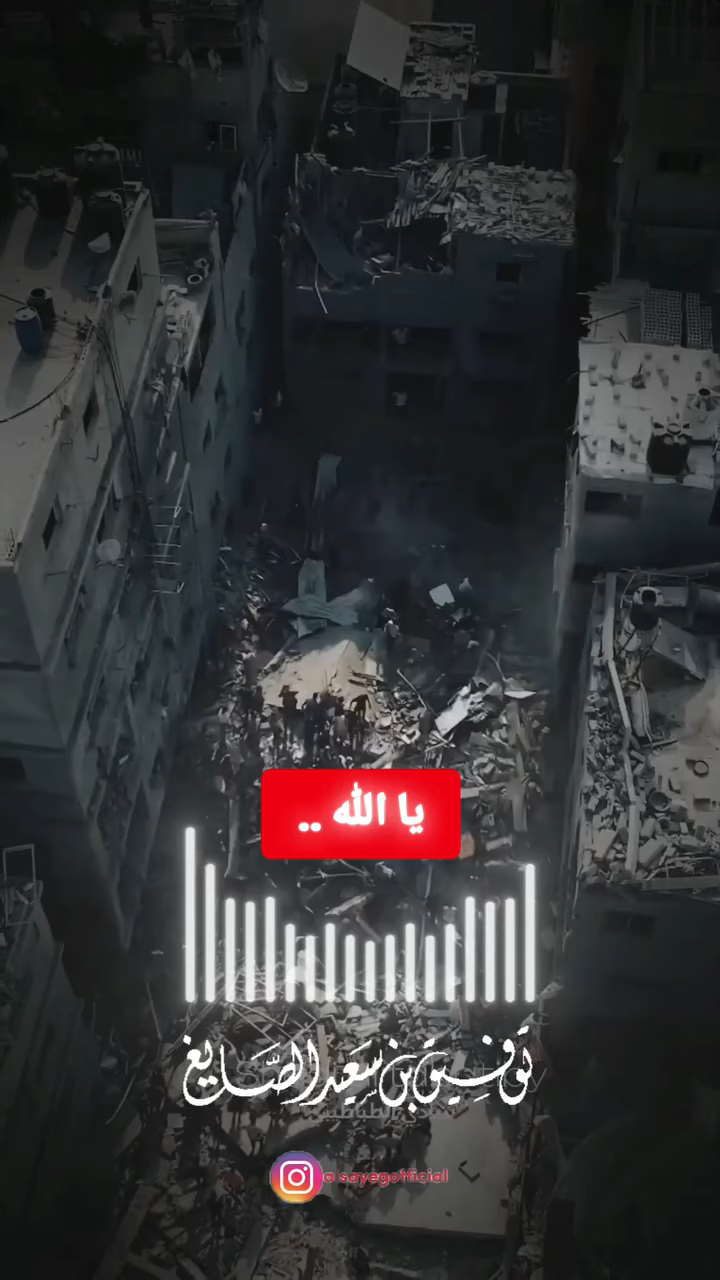 يا الله ..
توفيق بن سعيد الصايغ
a sayegofficial